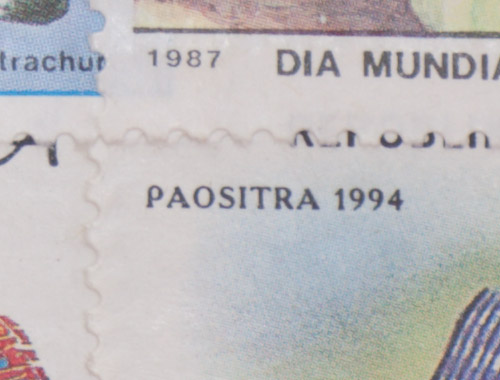 trachur
1987 DIA MUNDIA
PAOSITRA 1994